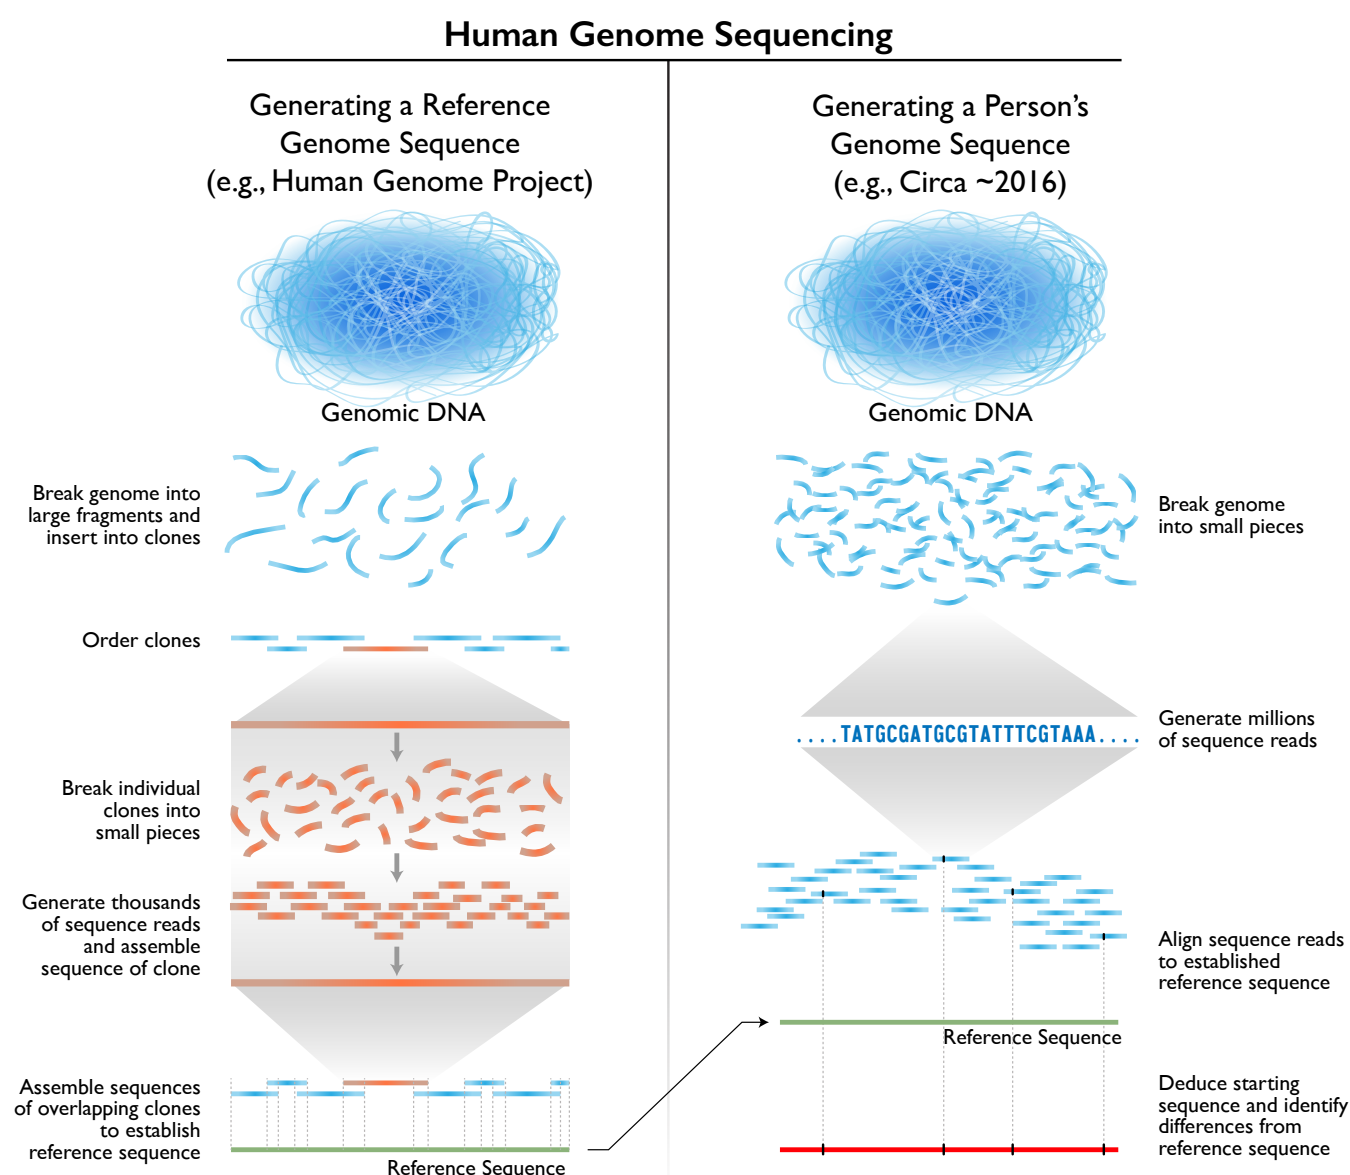 Human Genome Sequencing
Generating a Reference
Genome Sequence
(e.g., Human Genome Project)
Genomic DNA
Break genome into
large fragments and
insert into clones
Order clones
Break individual
clones into
small pieces
Generate thousands
of sequence reads
and assemble
sequence of clone
Assemble sequences
of overlapping clones
to establish
reference sequence
Reference Sequence
Generating a Person’s
Genome Sequence
(e.g., Circa ~2016)
Genomic DNA
Break genome
into small pieces
....TATGCGATGCGTATTTCGTAAA....
Generate millions
of sequence reads
Align sequence reads
to established
reference sequence
Reference Sequence
Deduce starting
sequence and identify
differences from
reference sequence